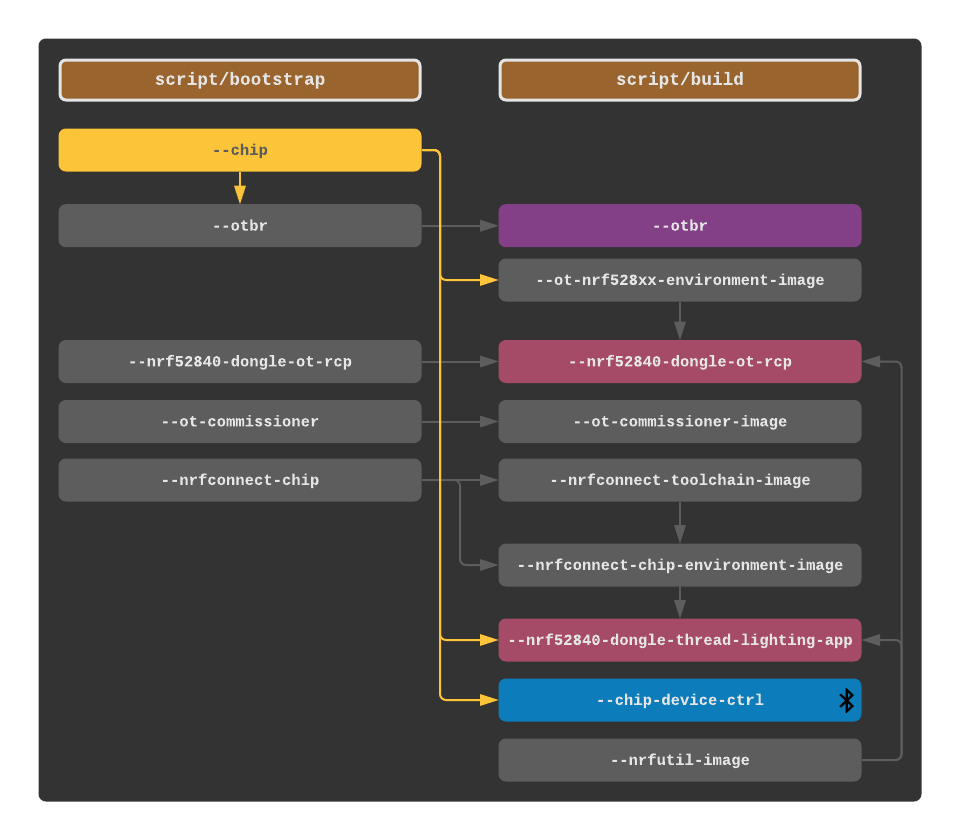 script/bootstrap
script/build
--chip
--otbr
--otbr
--ot-nrf528xx-environment-image
--nrf52840-dongle-ot-rcp
--nrf52840-dongle-ot-rcp
--ot-commissioner
--ot-commissioner-image
--nrfconnect-chip
--nrfconnect-toolchain-image
--nrfconnect-chip-environment-image
--nrf52840-dongle-thread-lighting-app
--chip-device-ctrl
--nrfutil-image